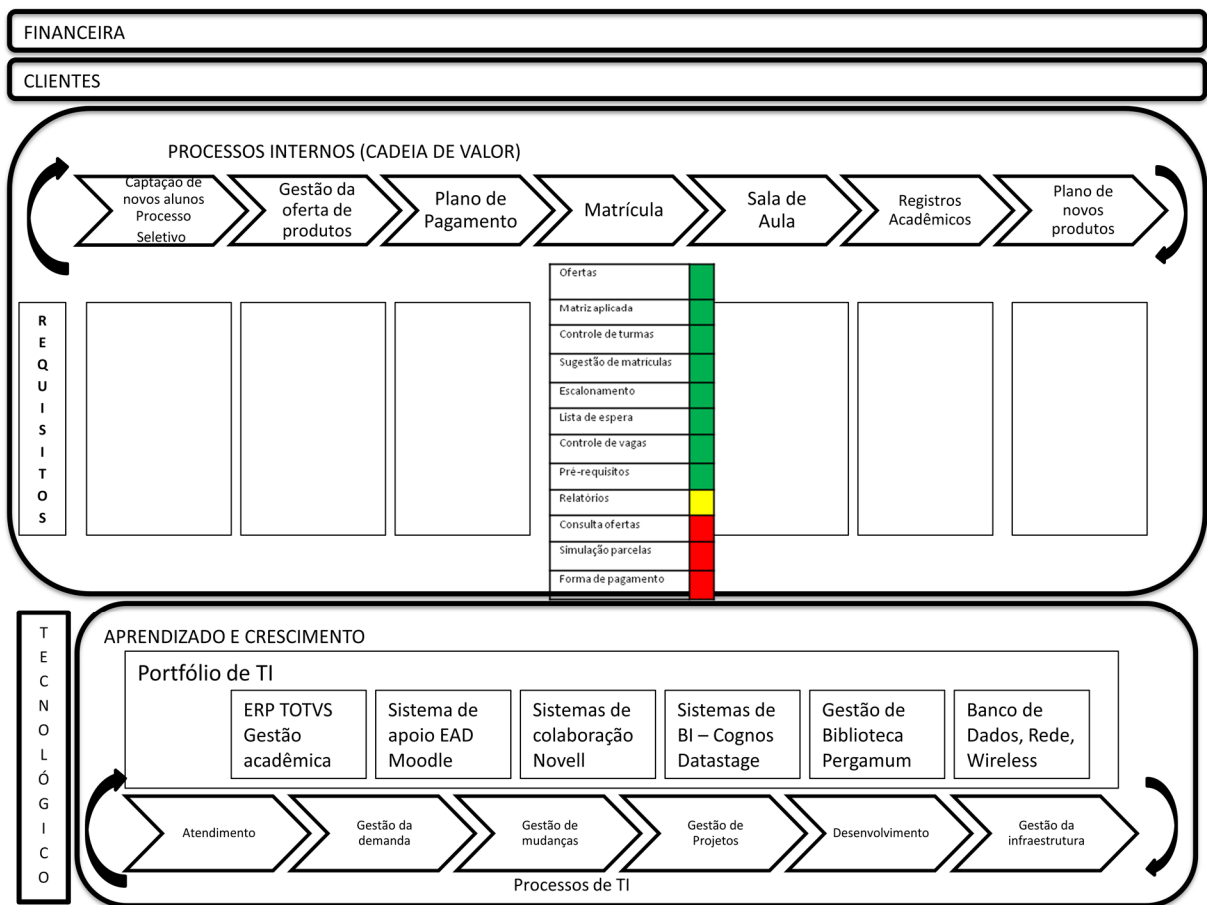 FINANCEIRA
CLIENTES
PROCESSOS INTERNOS (CADEIA DE VALOR)
Captação de
novos alunos
Processo
Seletivo
Gestão da
oferta de
produtos
Plano de
Pagamento
Matrícula
Sala de
Aula
Registros
Acadêmicos
Plano de
novos
produtos
REQUISITOS
Ofertas
Matriz aplicada
Controle de turmas
Sugestão de matrículas
Escalonamento
Lista de espera
Controle de vagas
Pré-requisitos
Relatórios
Consulta ofertas
Simulação parcelas
Forma de pagamento
TECNOLÓGICO
APRENDIZADO E CRESCIMENTO
Portfólio de TI
ERP TOTVS
Gestão
acadêmica
Sistema de
apoio EAD
Moodle
Sistemas de
colaboração
Novell
Sistemas de
BI – Cognos
Datastage
Gestão de
Biblioteca
Pergamum
Banco de
Dados, Rede,
Wireless
Atendimento
Gestão da
demanda
Gestão de
mudanças
Gestão de
Projetos
Desenvolvimento
Gestão da
infraestrutura
Processos de TI